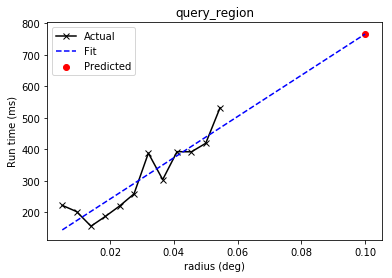 query_region
Actual
Fit
Predicted
Run time (ms)
800
700
600
500
400
300
200
0.02
0.04
0.06
0.08
0.10
radius (deg)